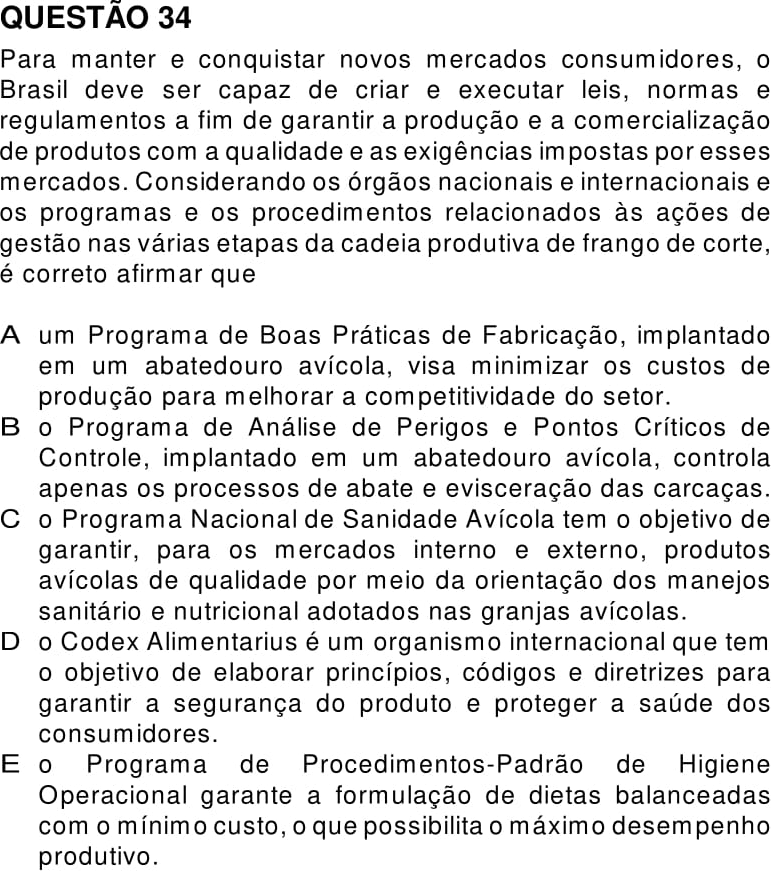 QUESTÃO 34
Para manter e conquistar novos mercados consumidores, o
Brasil deve ser capaz de criar e executar leis, normas e
regulamentos a fim de garantir a produção e a comercialização
de produtos com a qualidade e as exigências impostas por esses
mercados. Considerando os órgãos nacionais e internacionais e
os programas e os procedimentos relacionados às ações de
gestão nas várias etapas da cadeia produtiva de frango de corte,
é correto afirmar que
A um Programa de Boas Práticas de Fabricação, implantado
em um abatedouro avícola, visa minimizar os custos de
produção para melhorar a competitividade do setor.
B o Programa de Análise de Perigos e Pontos Críticos de
Controle, implantado em um abatedouro avícola, controla
apenas os processos de abate e evisceração das carcaças.
C o Programa Nacional de Sanidade Avícola tem o objetivo de
garantir, para os mercados interno e externo, produtos
avícolas de qualidade por meio da orientação dos manejos
sanitário e nutricional adotados nas granjas avícolas.
D o Codex Alimentarius é um organismo internacional que tem
o objetivo de elaborar princípios, códigos e diretrizes para
garantir a segurança do produto e proteger a saúde dos
consumidores.
E o Programa de Procedimentos-Padrão de Higiene
Operacional garante a formulação de dietas balanceadas
com o mínimo custo, o que possibilita o máximo desempenho
produtivo.